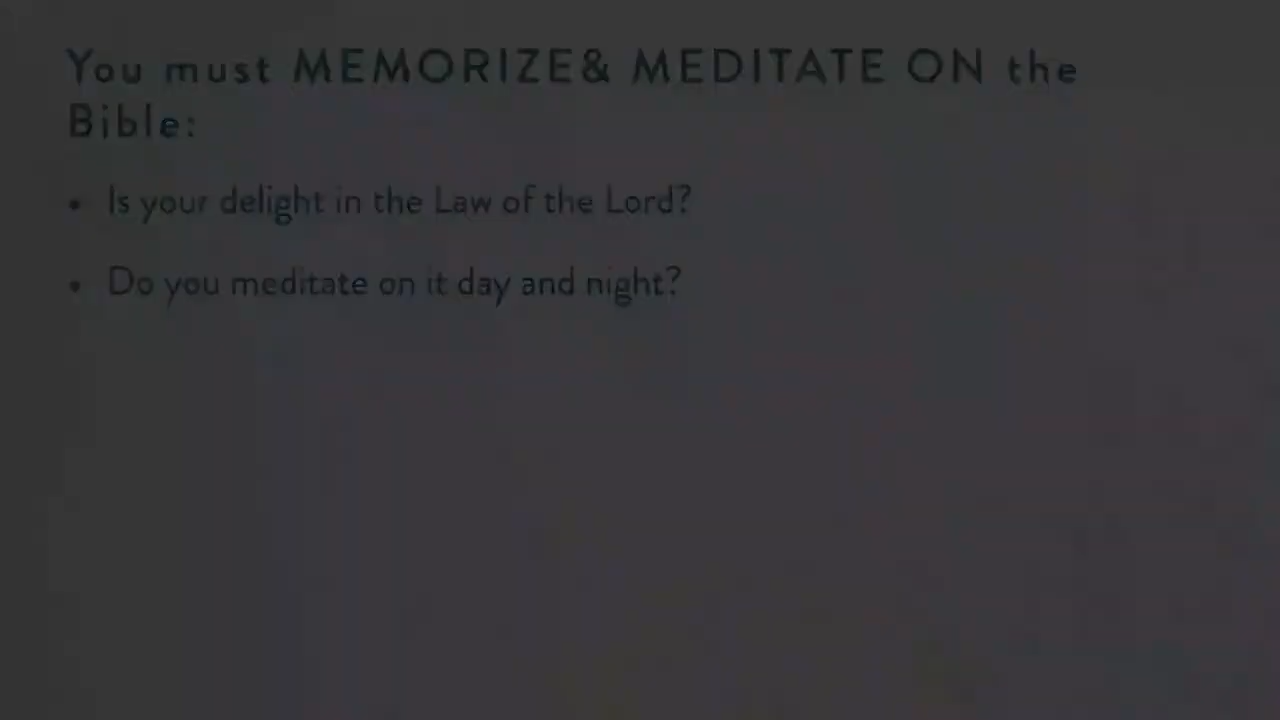 You must MEMORIZE& MEDITATE ON the
Bible:
• Is your delight in the Law of the Lord?
• Do you meditate on it day and night?